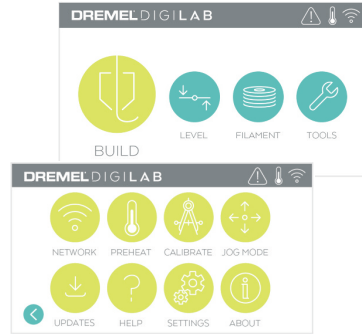 DREMEL DIGILAB
LEVEL FILAMENT TOOLS
BUILD
DREMEL DIGILAB
NETWORK PREHEAT CALIBRATE JOG MODE
UPDATES HELP SETTINGS ABOUT